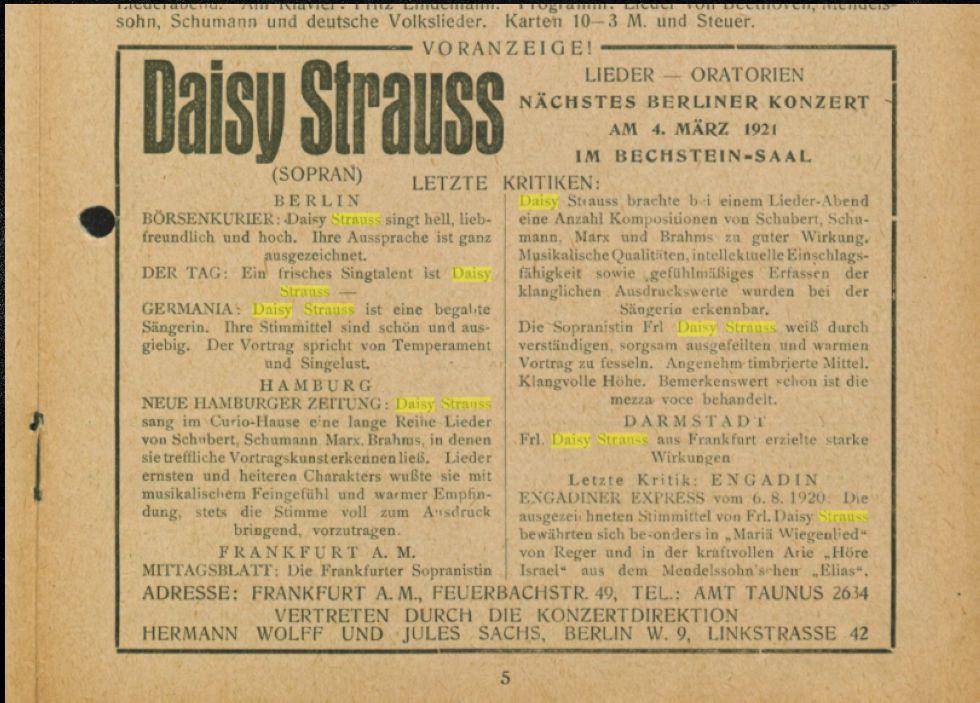 Liederabend. Am Klavier: Fritz Lindemann. Programm: Lieder von Beethoven, Mendels-
sohn, Schumann und deutsche Volkslieder. Karten 10—3 M. und Steuer.
VORANZEIGE!
Daisy Strauss
(SOPRAN)
LIEDER — ORATORIEN
NÄCHSTES BERLINER KONZERT
AM 4. MÄRZ 1921
IM BECHSTEIN-SAAL
LETZTE KRITIKEN:
BERLIN
BÖRSENKURIER: Daisy Strauss singt hell, lieb-
freundlich und hoch. Ihre Aussprache ist ganz
ausgezeichnet.
DER TAG: Ein frisches Singtalent ist Daisy
Strauss —
GERMANIA: Daisy Strauss ist eine begabte
Sängerin. Ihre Stimmittel sind schön und aus-
giebig. Der Vortrag spricht von Temperament
und Singelust.
HAMBURG
NEUE HAMBURGER ZEITUNG: Daisy Strauss
sang im Curio-Hause eine lange Reihe Lieder
von Schubert, Schumann Marx, Brahms, in denen
sie treffliche Vortragskunst erkennen ließ. Lieder
ernsten und heiteren Charakters wußte sie mit
musikalischem Feingefühl und warmer Empfin-
dung, stets die Stimme voll zum Ausdruck
bringend, vorzutragen.
FRANKFURT A. M.
MITTAGSBLATT: Die Frankfurter Sopranistin
Daisy Strauss brachte bei einem Lieder-Abend
eine Anzahl Kompositionen von Schubert, Schu-
mann, Marx und Brahms zu guter Wirkung.
Musikalische Qualitäten, intellektuelle Einschlags-
fähigkeit sowie gefühlmäßiges Erfassen der
klanglichen Ausdruckswerte wurden bei der
Sängerin erkennbar.
Die Sopranistin Frl Daisy Strauss weiß durch
verständigen, sorgsam ausgefeilten und warmen
Vortrag zu fesseln. Angenehm timbrierte Mittel.
Klangvolle Höhe. Bemerkenswert schön ist die
mezza voce behandelt.
DARMSTADT
Frl. Daisy Strauss aus Frankfurt erzielte starke
Wirkungen
Letzte Kritik: ENGADIN
ENGADINER EXPRESS vom 6. 8. 1920: Die
ausgezeichneten Stimmittel von Frl. Daisy Strauss
bewährten sich besonders in „Mariä Wiegenlied"
von Reger und in der kraftvollen Arie „Höre
Israel" aus dem Mendelssohn'schen „Elias".
ADRESSE: FRANKFURT A. M., FEUERBACHSTR. 49, TEL.: AMT TAUNUS 2634
VERTRETEN DURCH DIE KONZERTDIREKTION
HERMANN WOLFF UND JULES SACHS, BERLIN W. 9, LINKSTRASSE 42
5